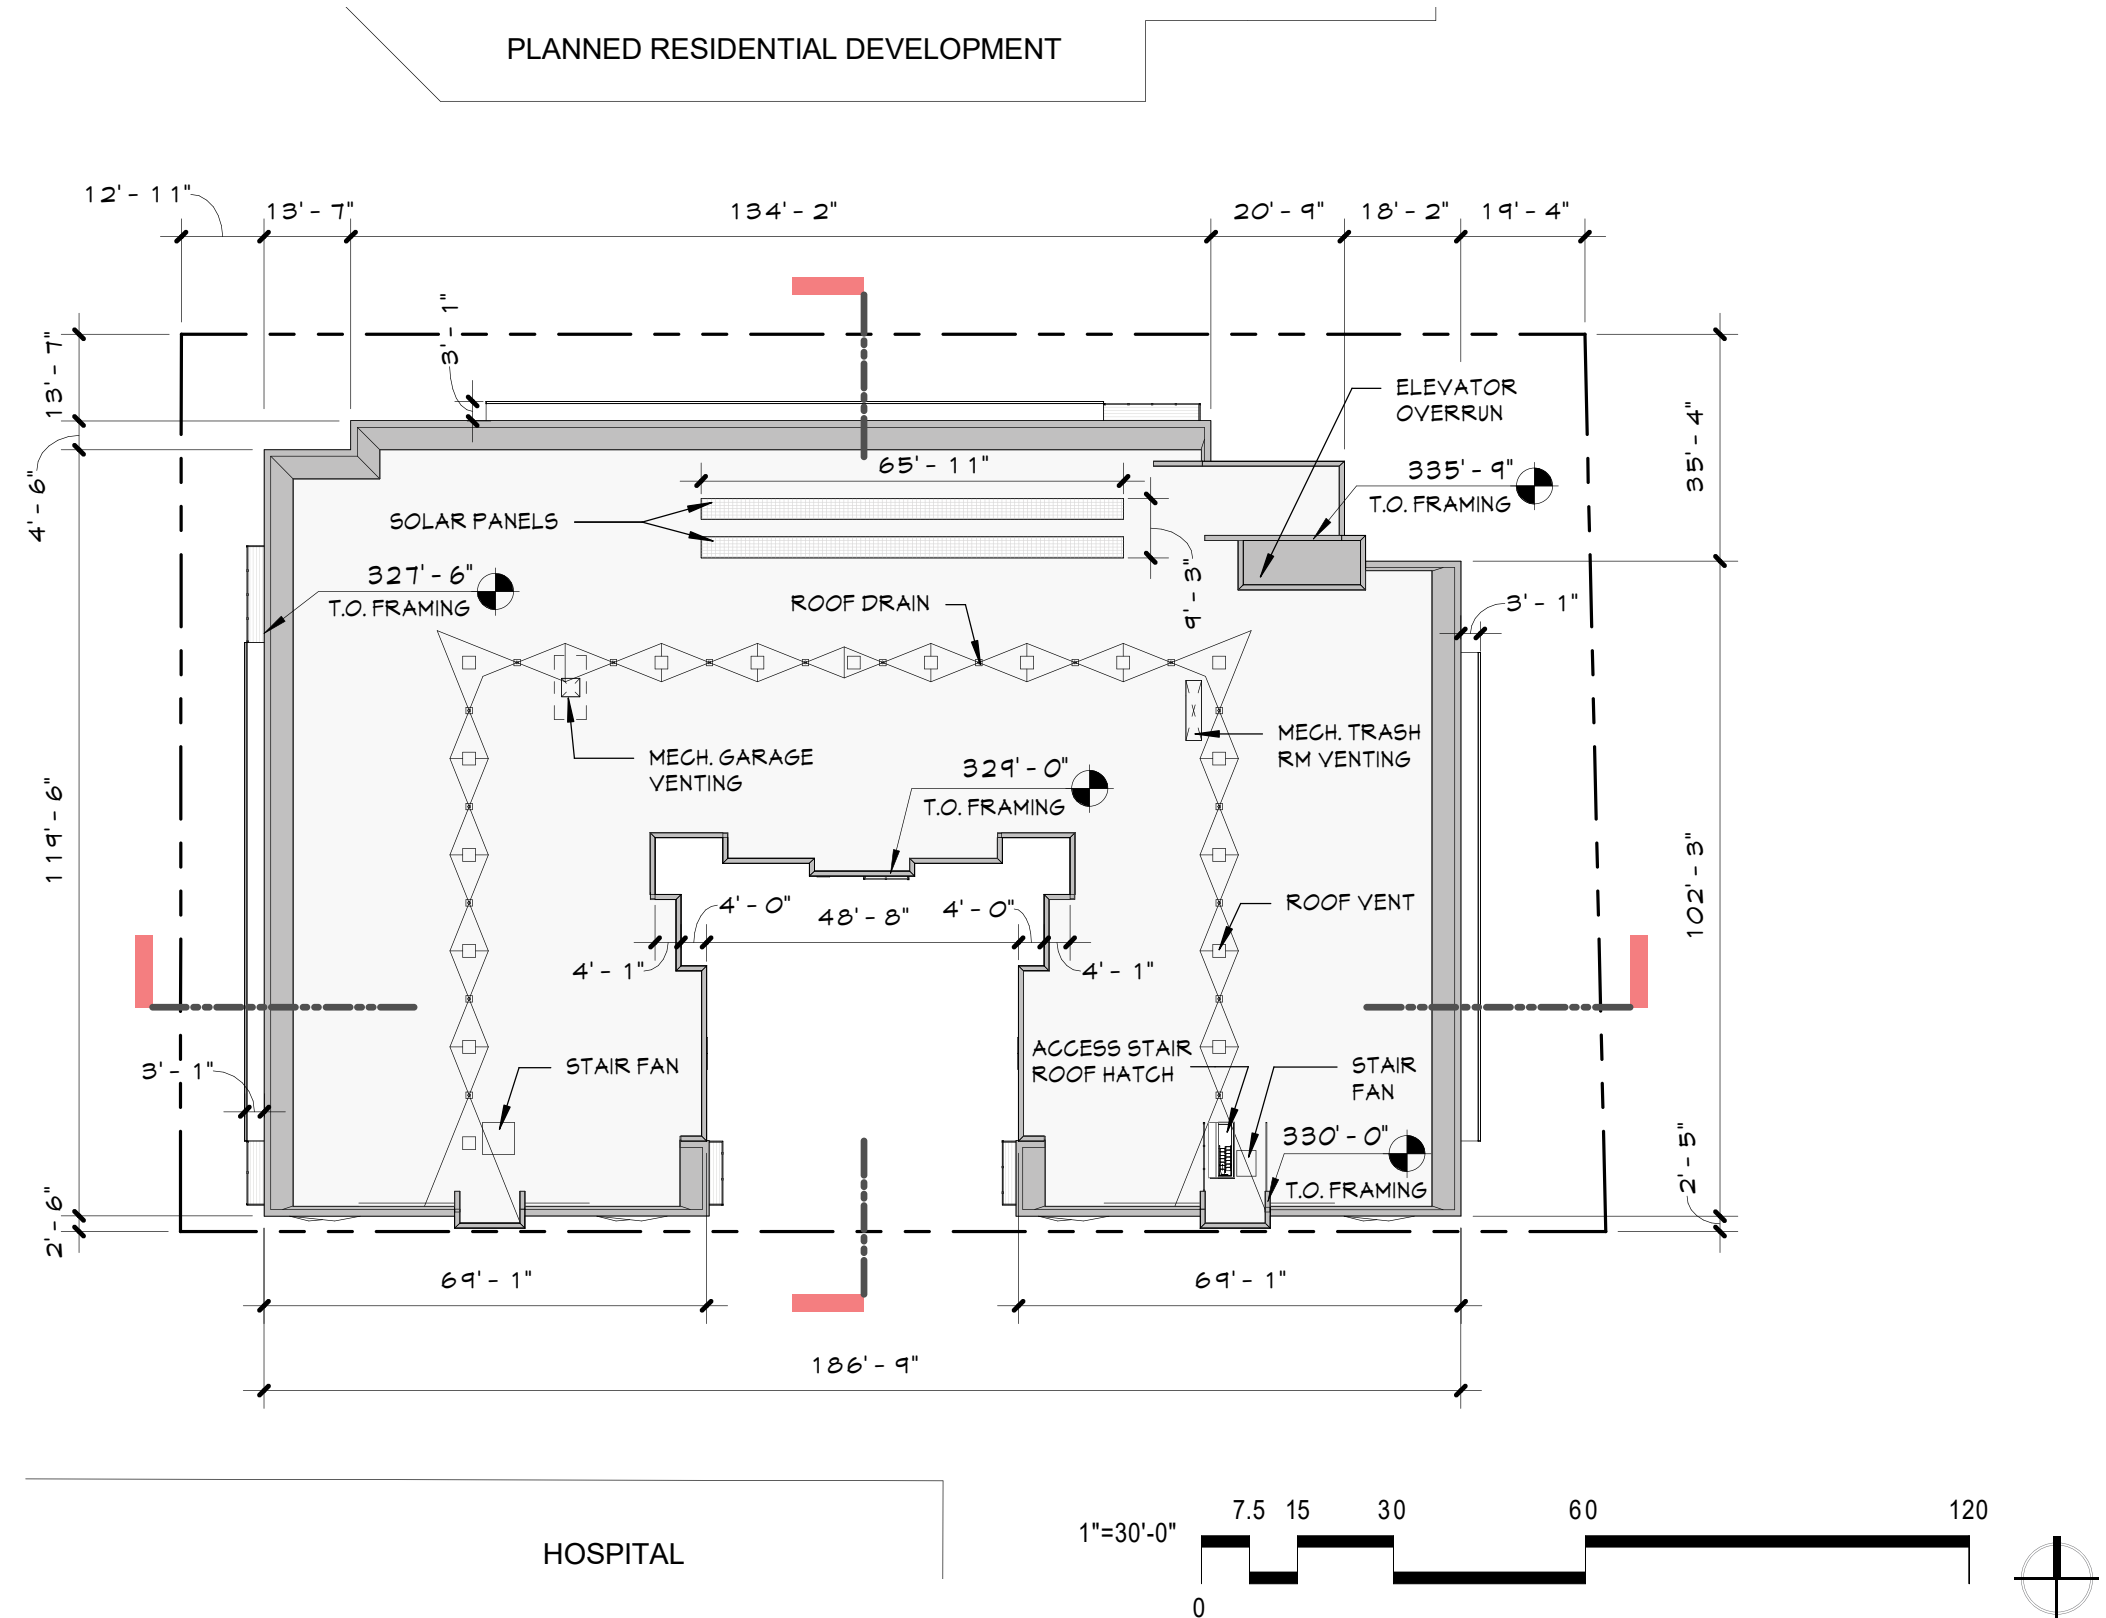 PLANNED RESIDENTIAL DEVELOPMENT
12'- 11"
13'- 7"
134'- 2"
20'- 9"
18'- 2"
19'- 4"
3'- 1"
13'- 7"
4'- 6"
119'- 6"
2'- 6"
ELEVATOR
OVERRUN
335'- 9"
T.O. FRAMING
35'- 4"
65'- 11"
SOLAR PANELS
9'- 3"
327'- 6"
T.O. FRAMING
ROOF DRAIN
3'- 1"
MECH. GARAGE
VENTING
MECH. TRASH
RM VENTING
329'- 0"
T.O. FRAMING
102'- 3"
4'- 0"
48'- 8"
4'- 0"
ROOF VENT
4'- 1"
4'- 1"
3'- 1"
STAIR FAN
ACCESS STAIR
ROOF HATCH
STAIR
FAN
330'- 0"
T.O. FRAMING
2'- 5"
69'- 1"
69'- 1"
186'- 9"
HOSPITAL
1"=30'-0"
7.5
15
30
60
120
0